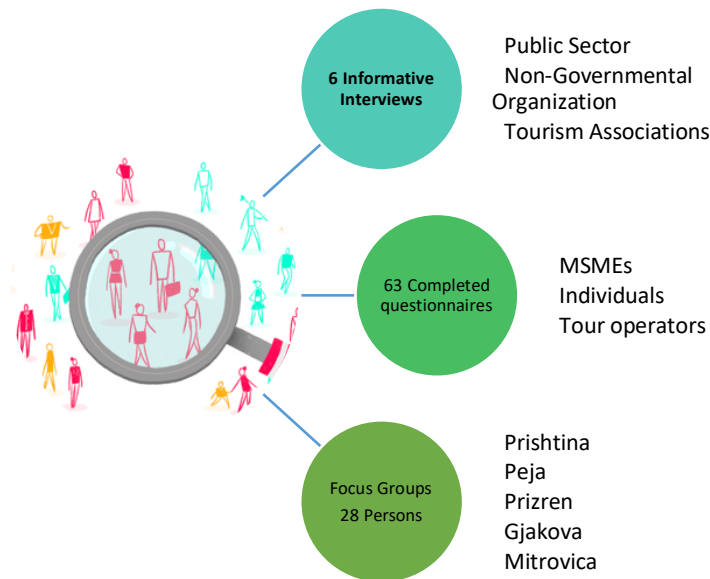 6 Informative
Interviews
Public Sector
Non-Governmental
Organization
Tourism Associations
63 Completed
questionnaires
MSMEs
Individuals
Tour operators
Focus Groups
28 Persons
Prishtina
Peja
Prizren
Gjakova
Mitrovica